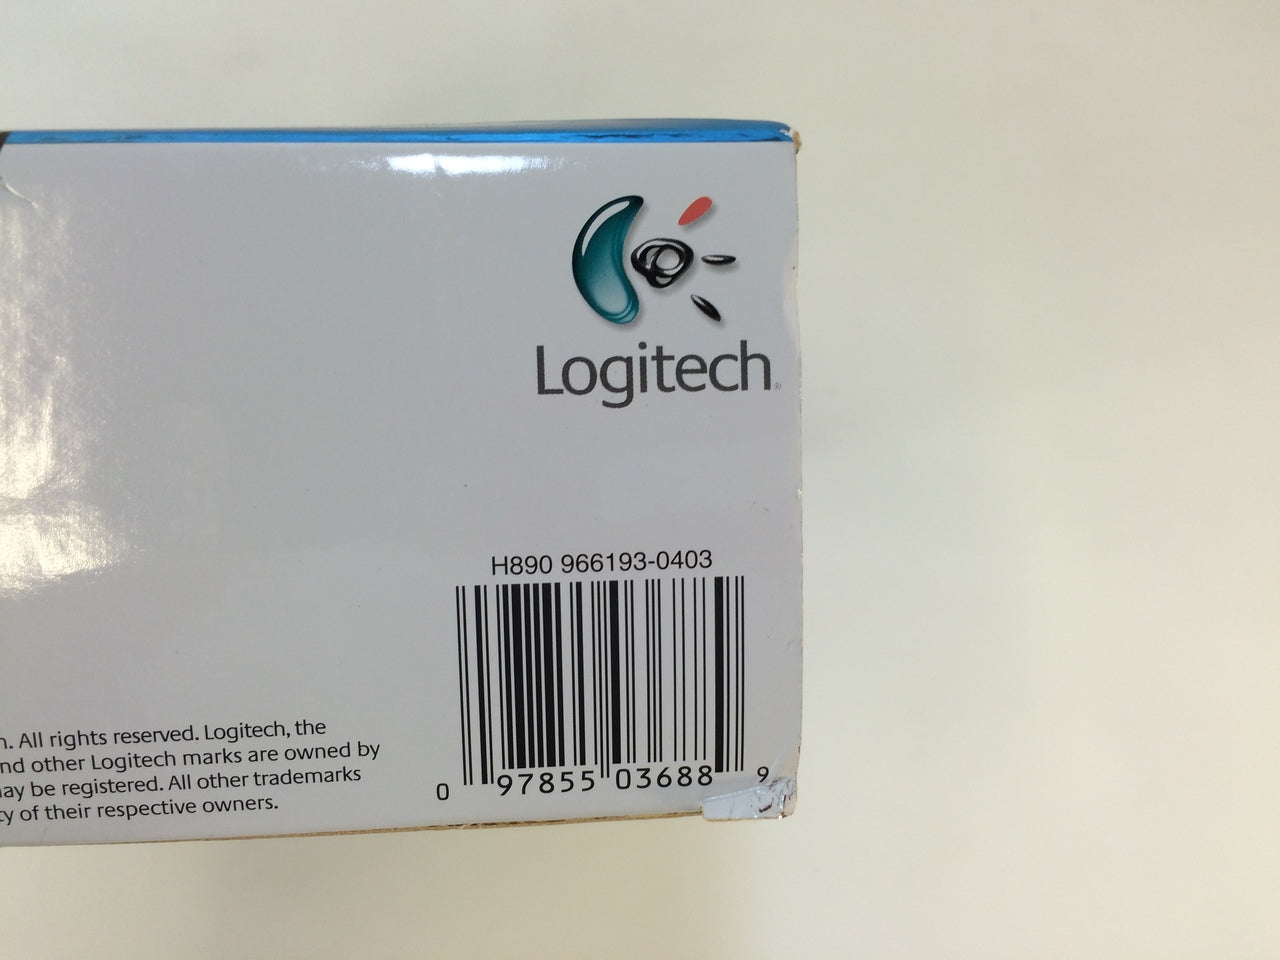 Logitech®
H890 966193-0403
0 97855 03688 9
. All rights reserved. Logitech, the
nd other Logitech marks are owned by
ay be registered. All other trademarks
ty of their respective owners.